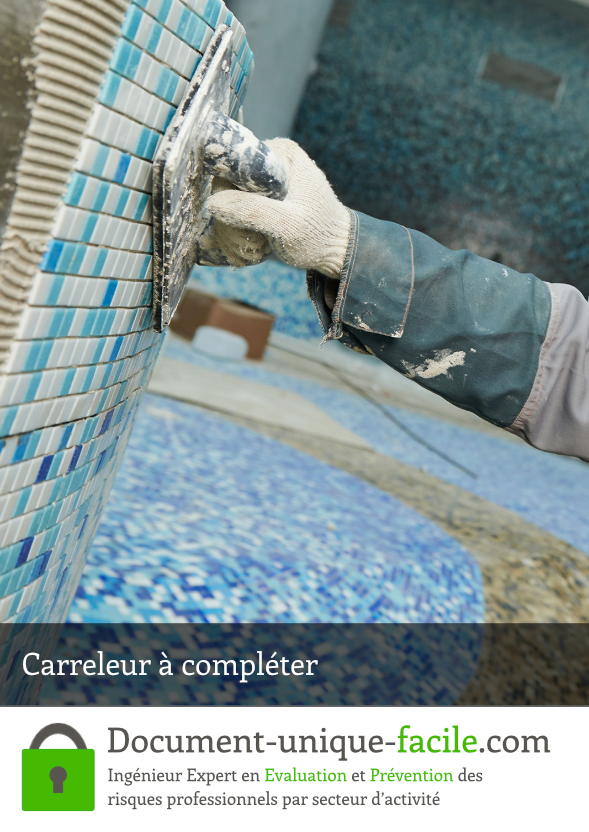 Carreleur à compléter
Document-unique-facile.com
Ingénieur Expert en Evaluation et Prévention des
risques professionnels par secteur d’activité